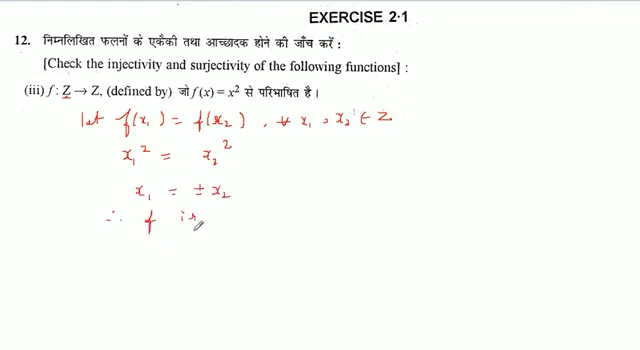 EXERCISE 2·1
12. निम्नलिखित फलनों के एकैकी तथा आच्छादक होने की जाँच करें :
[Check the injectivity and surjectivity of the following functions] :
(iii) f : Z → Z, (defined by) जो f(x) = x² से परिभाषित है।
let f(x₁) = f(x₂) . ∀ x₁ , x₂ ∈ Z
x₁² = x₂²
x₁ = ± x₂
∴ f is